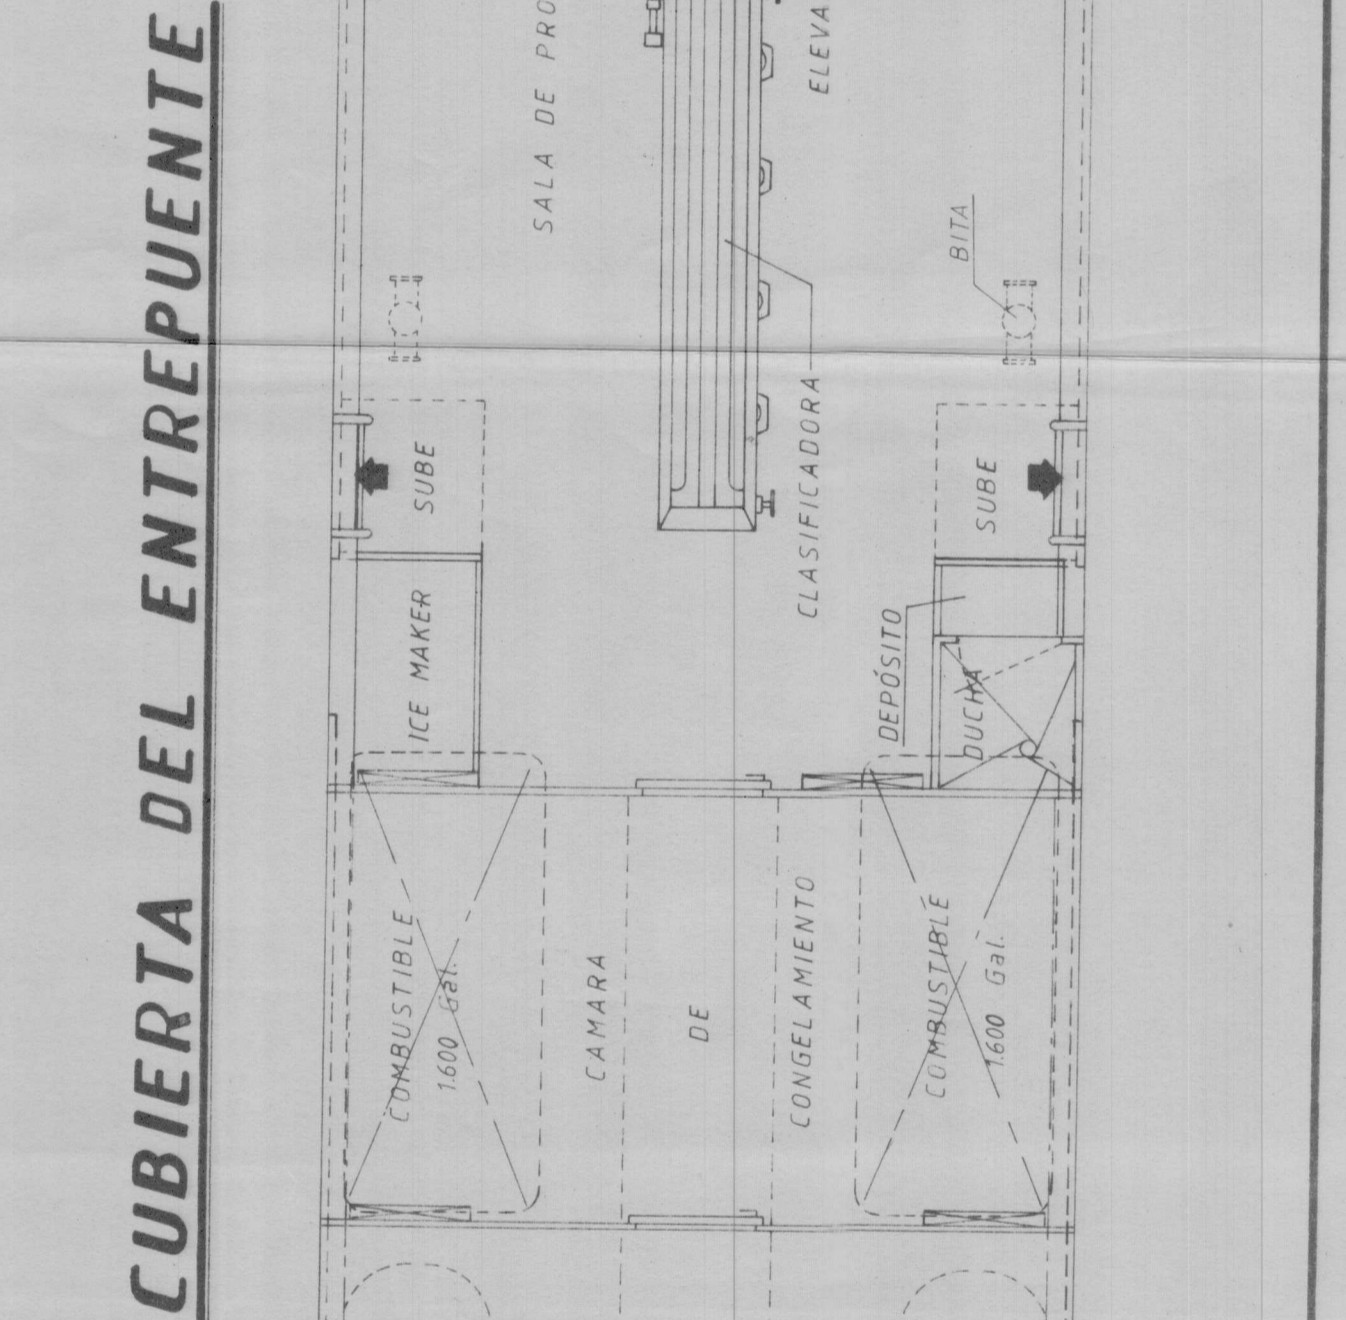 CUBIERTA DEL ENTREPUENTE
SALA DE PRO
ELEVA
BITA
SUBE
SUBE
CLASIFICADORA
ICE MAKER
DEPÓSITO
DUCHA
COMBUSTIBLE
1.600 Gal.
CAMARA
DE
CONGELAMIENTO
COMBUSTIBLE
1.600 Gal.